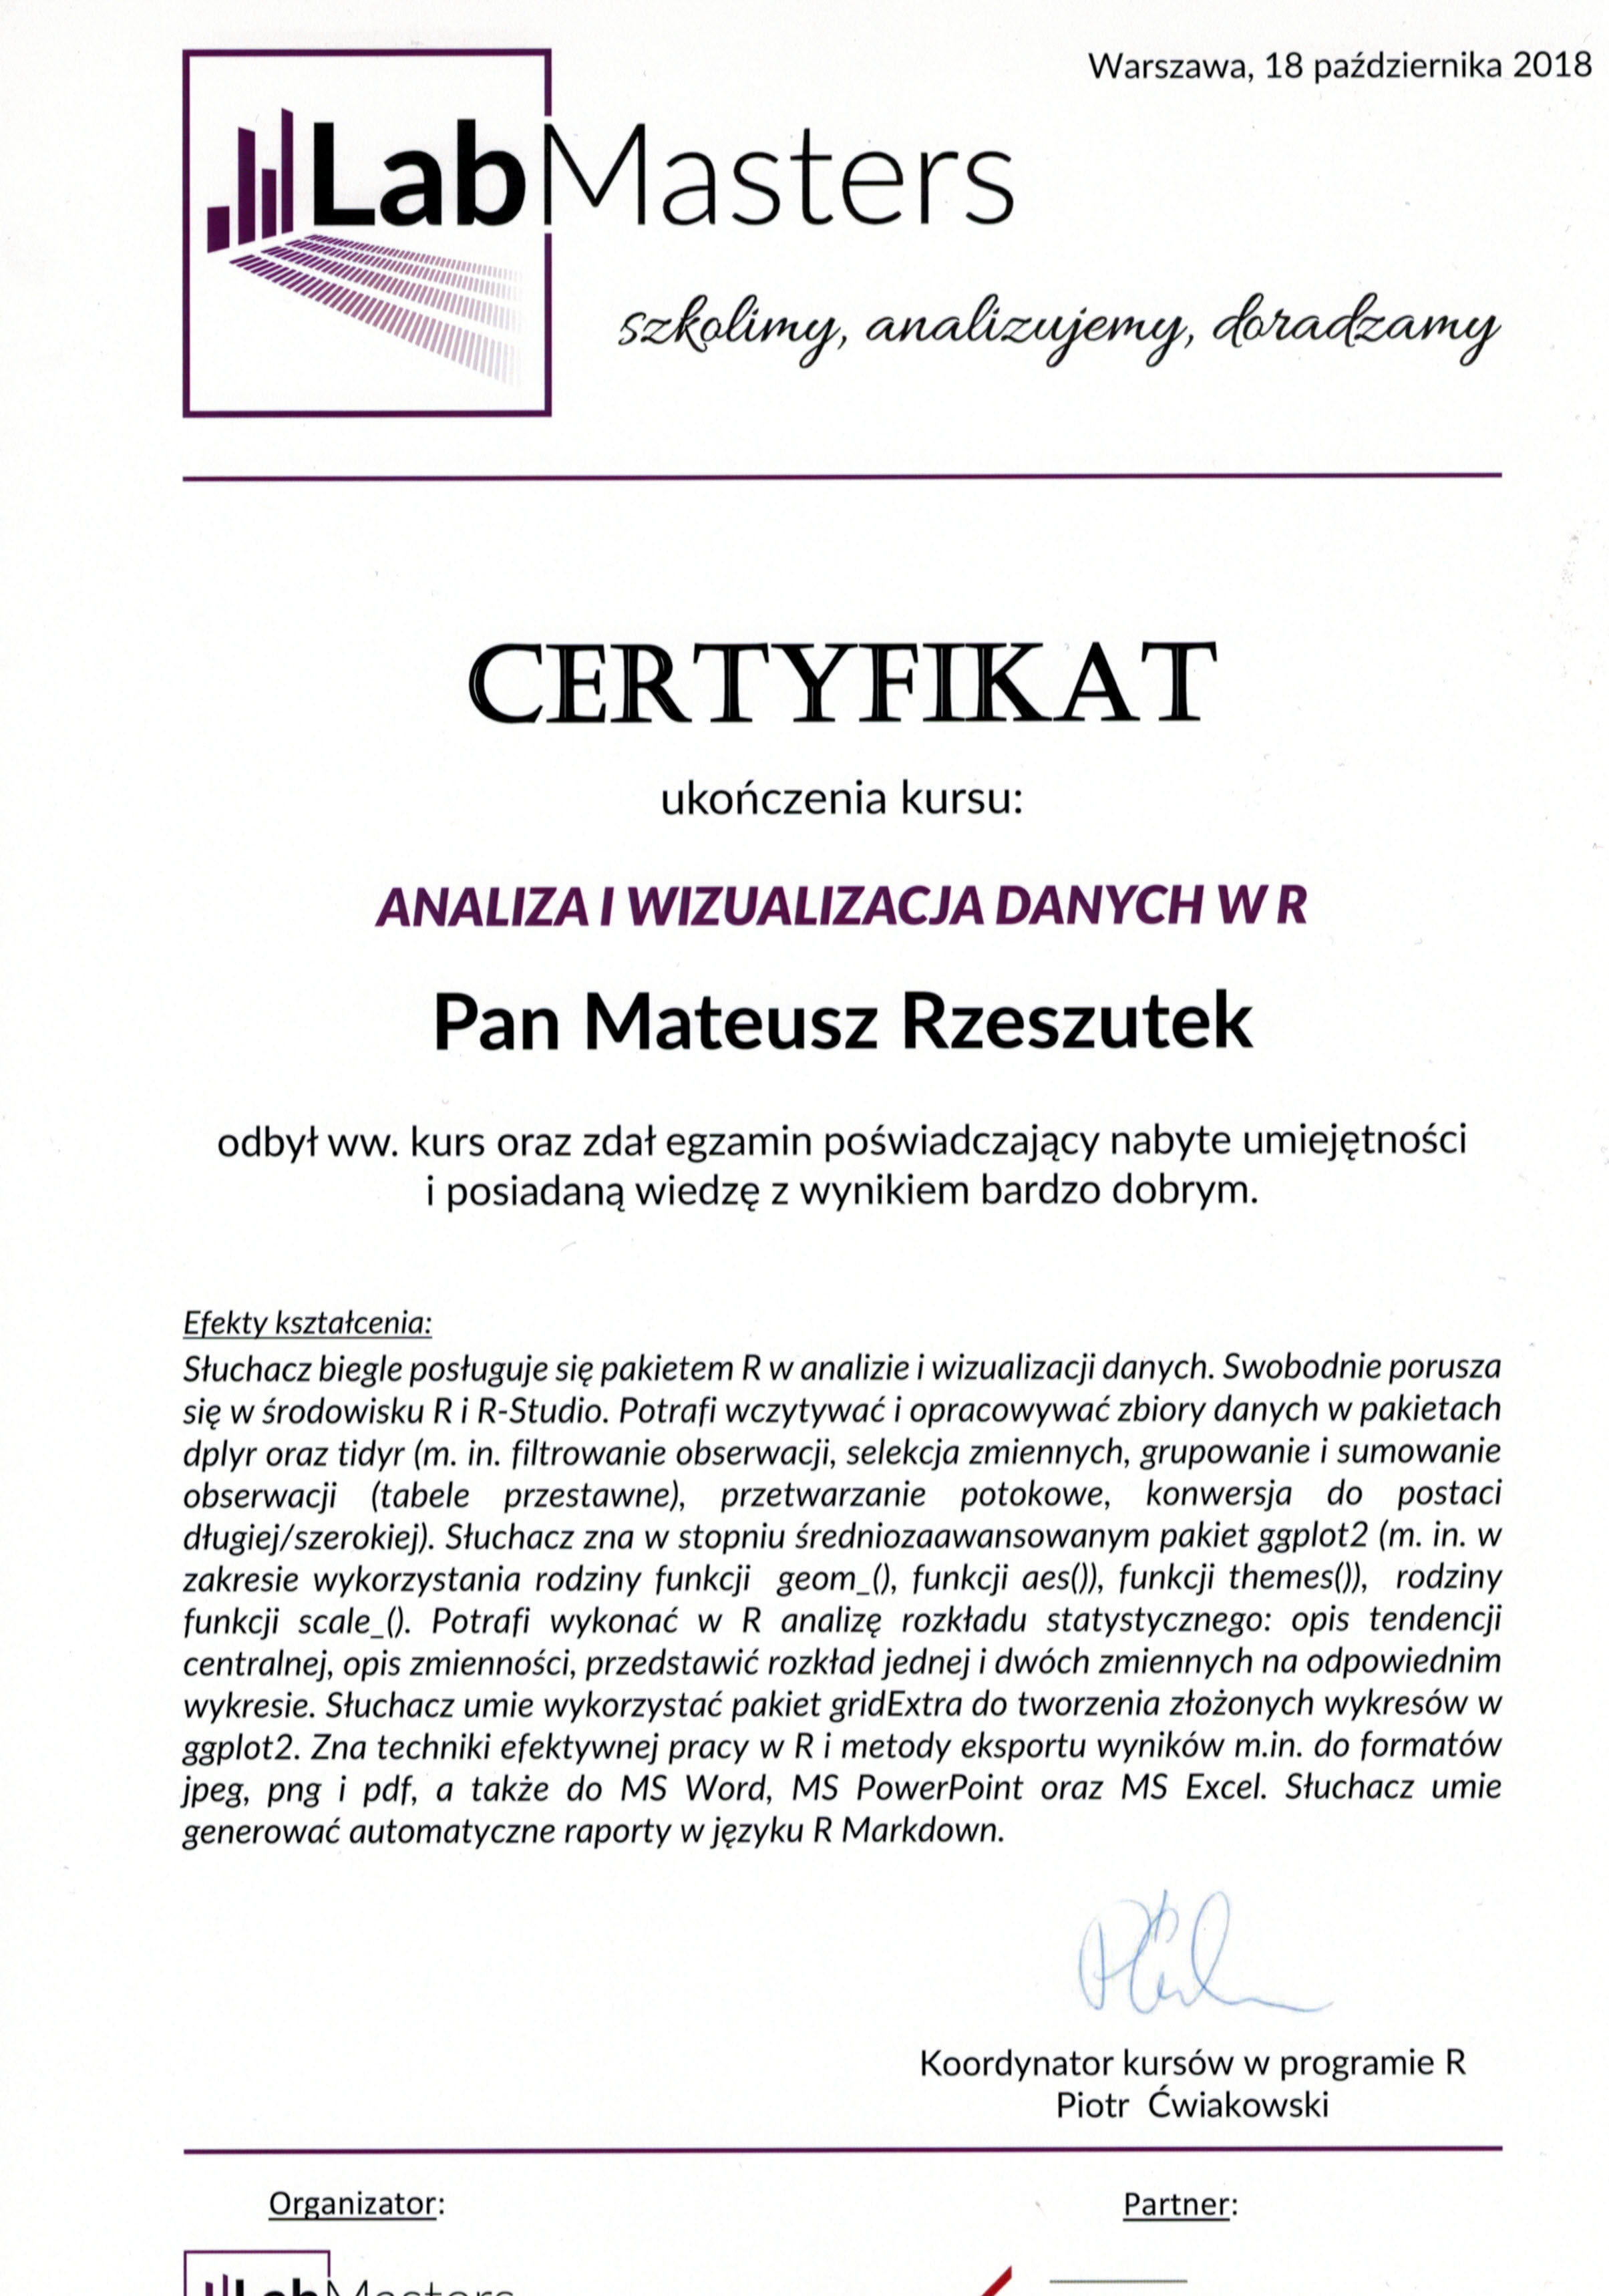 Warszawa, 18 października 2018
LabMasters
szkolimy, analizujemy, doradzamy
CERTYFIKAT
ukończenia kursu:
ANALIZA I WIZUALIZACJA DANYCH W R
Pan Mateusz Rzeszutek
odbył ww. kurs oraz zdał egzamin poświadczający nabyte umiejętności
i posiadaną wiedzę z wynikiem bardzo dobrym.
Efekty kształcenia:
Słuchacz biegle posługuje się pakietem R w analizie i wizualizacji danych. Swobodnie porusza
się w środowisku R i R-Studio. Potrafi wczytywać i opracowywać zbiory danych w pakietach
dplyr oraz tidyr (m. in. filtrowanie obserwacji, selekcja zmiennych, grupowanie i sumowanie
obserwacji (tabele przestawne), przetwarzanie potokowe, konwersja do postaci
długiej/szerokiej). Słuchacz zna w stopniu średniozaawansowanym pakiet ggplot2 (m. in. w
zakresie wykorzystania rodziny funkcji geom_(), funkcji aes()), funkcji themes()), rodziny
funkcji scale_(). Potrafi wykonać w R analizę rozkładu statystycznego: opis tendencji
centralnej, opis zmienności, przedstawić rozkład jednej i dwóch zmiennych na odpowiednim
wykresie. Słuchacz umie wykorzystać pakiet gridExtra do tworzenia złożonych wykresów w
ggplot2. Zna techniki efektywnej pracy w R i metody eksportu wyników m.in. do formatów
jpeg, png i pdf, a także do MS Word, MS PowerPoint oraz MS Excel. Słuchacz umie
generować automatyczne raporty w języku R Markdown.
Koordynator kursów w programie R
Piotr Ćwiakowski
Organizator:
Partner:
LabMasters